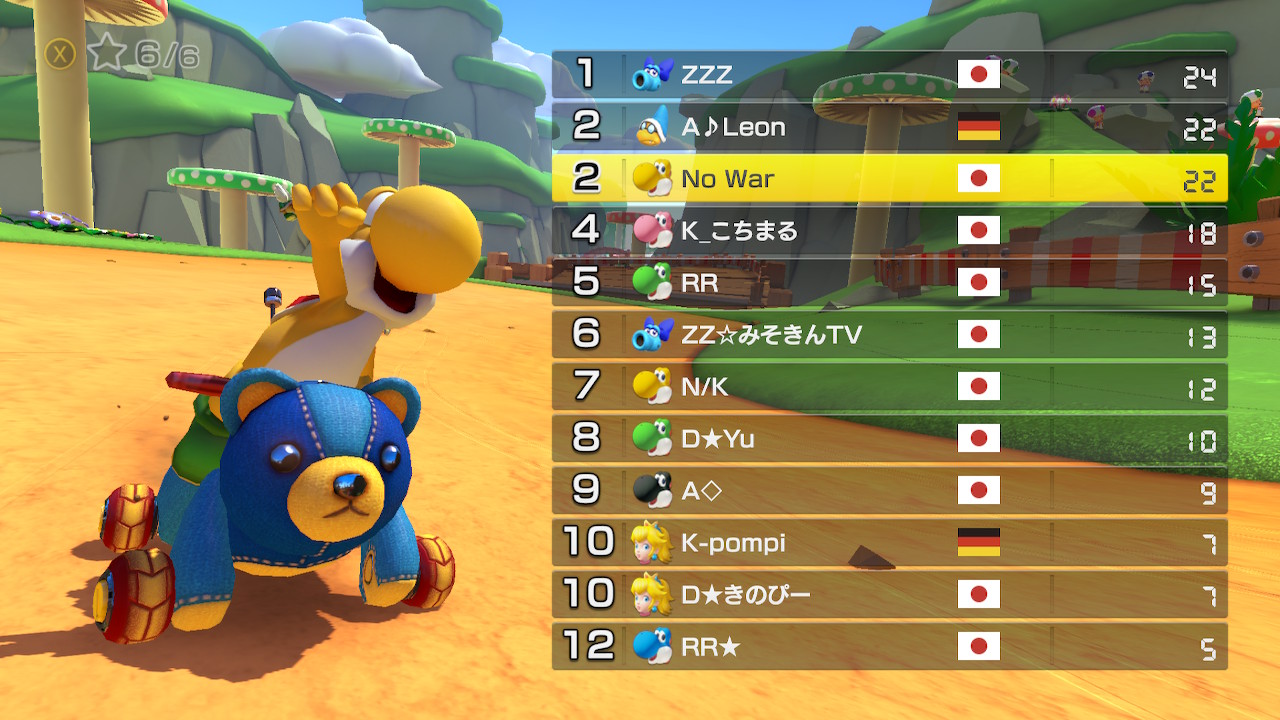 X ☆ 6/6
1 ZZZ 24
2 A♪Leon 22
2 No War 22
4 K_こちまる 18
5 RR 15
6 ZZ☆みそきんTV 13
7 N/K 12
8 D★Yu 10
9 A◇ 9
10 K-pompi 7
10 D★きのぴー 7
12 RR★ 5